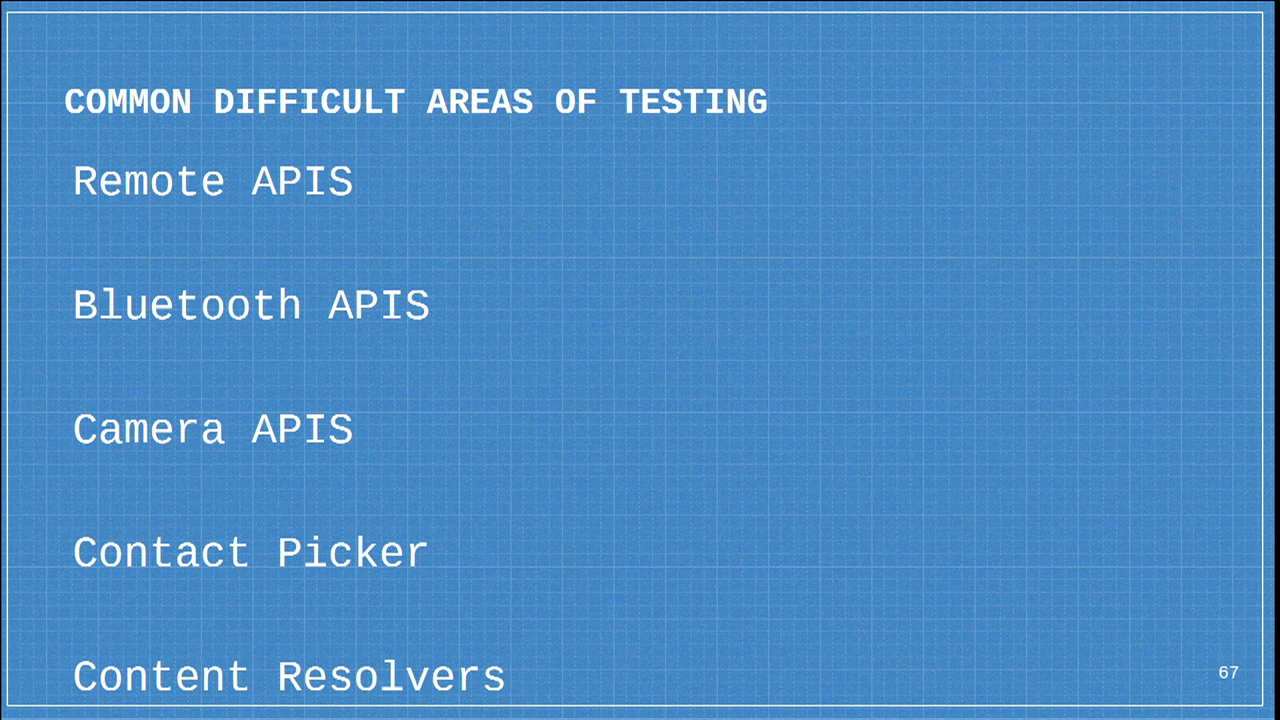 COMMON DIFFICULT AREAS OF TESTING
Remote APIS
Bluetooth APIS
Camera APIS
Contact Picker
Content Resolvers
67